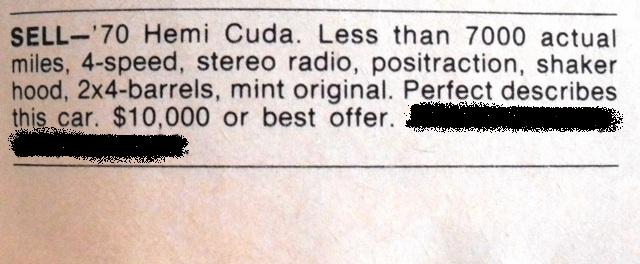 SELL—'70 Hemi Cuda. Less than 7000 actual
miles, 4-speed, stereo radio, positraction, shaker
hood, 2x4-barrels, mint original. Perfect describes
this car. $10,000 or best offer.